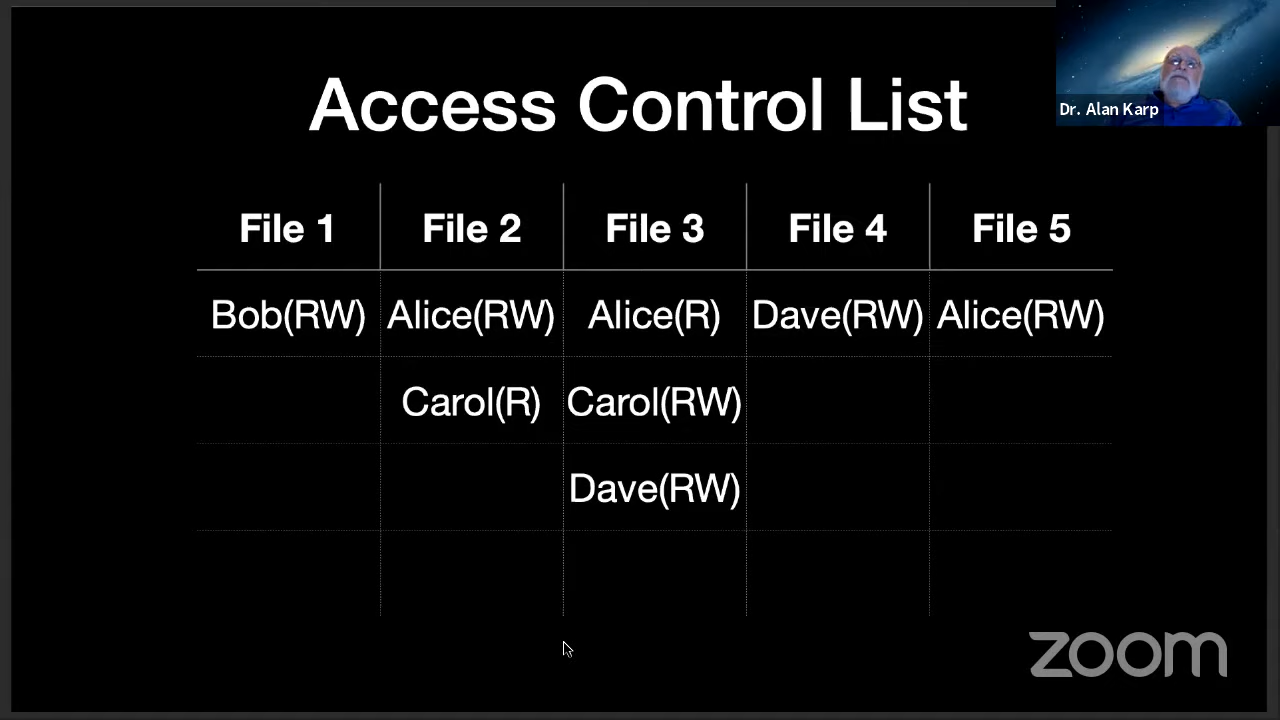 Access Control List
Dr. Alan Karp
File 1 File 2 File 3 File 4 File 5
Bob(RW) Alice(RW) Alice(R) Dave(RW) Alice(RW)
Carol(R) Carol(RW)
Dave(RW)
zoom